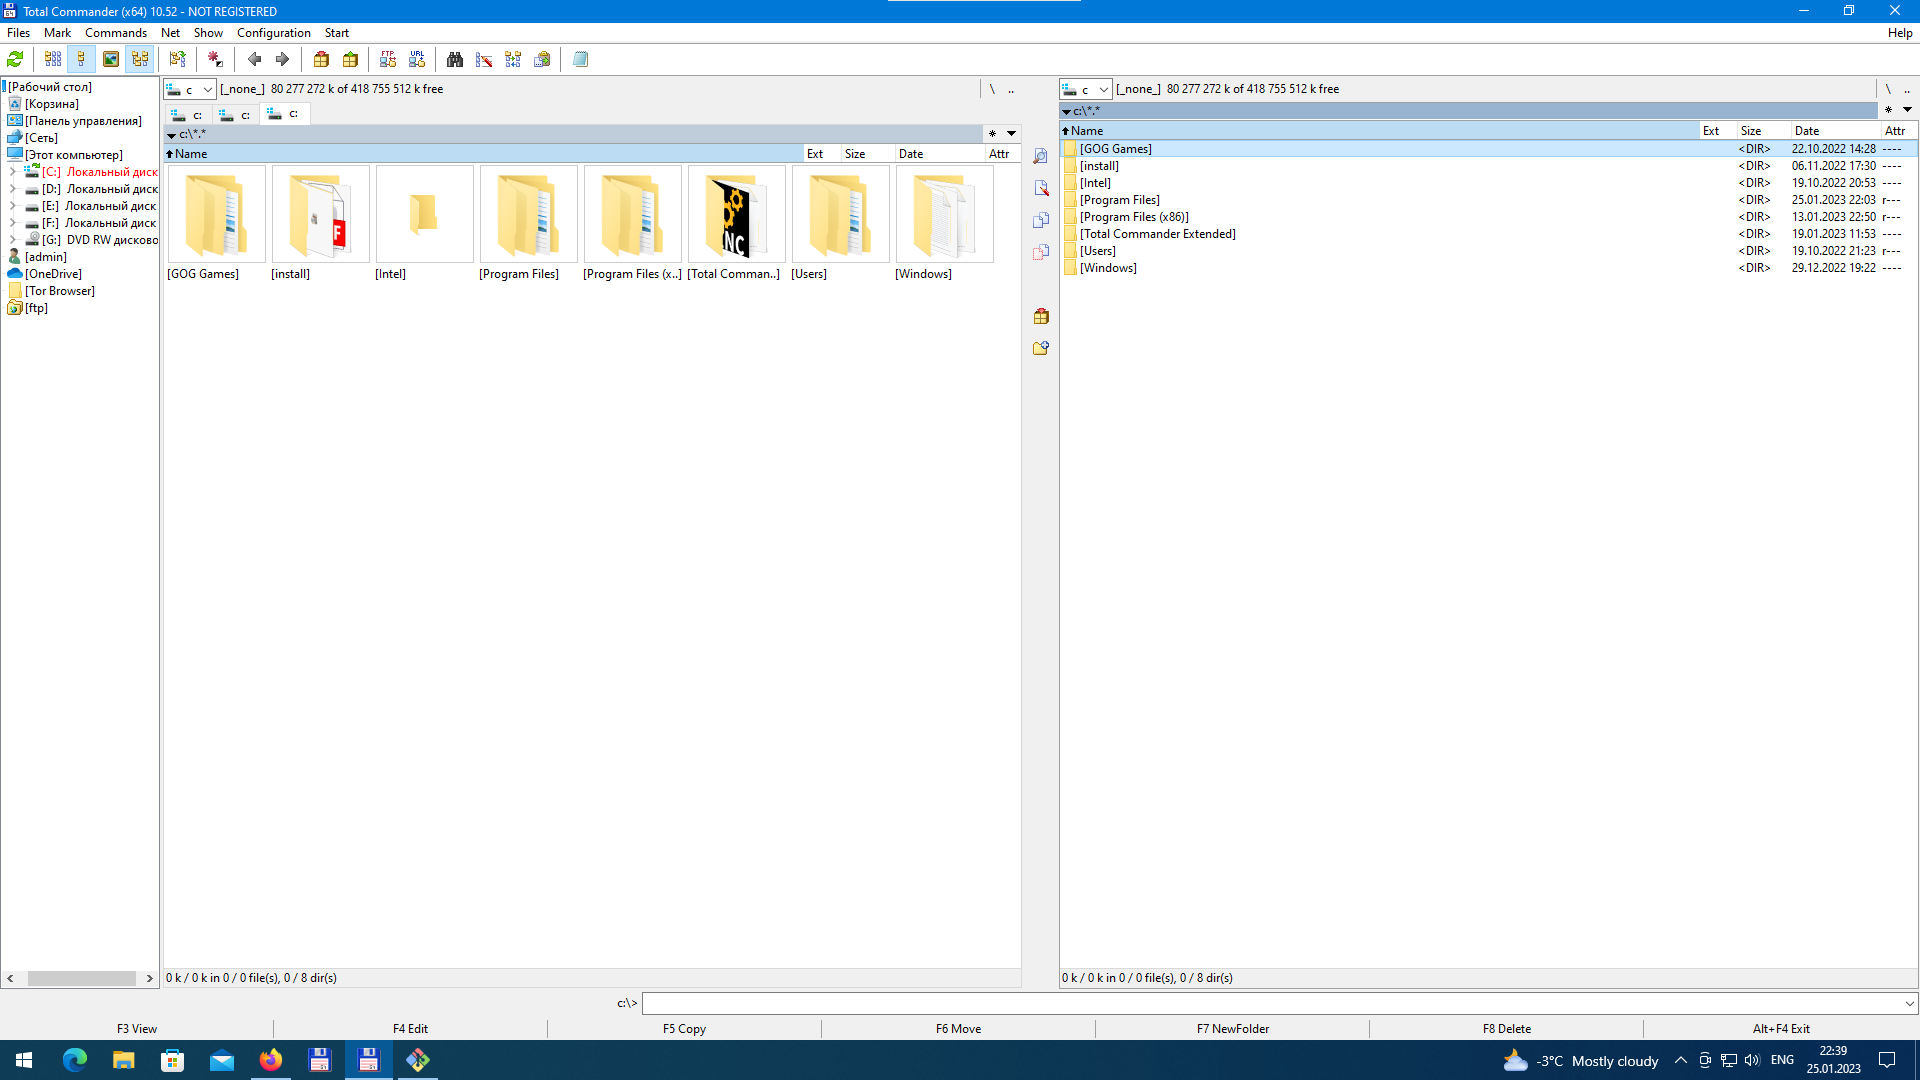 Total Commander (x64) 10.52 - NOT REGISTERED
Files Mark Commands Net Show Configuration Start Help
FTP URL
[Рабочий стол]
[Корзина]
[Панель управления]
[Сеть]
[Этот компьютер]
[C:] Локальный диск
[D:] Локальный диск
[E:] Локальный диск
[F:] Локальный диск
[G:] DVD RW дисково
[admin]
[OneDrive]
[Tor Browser]
[ftp]
c [_none_] 80 277 272 k of 418 755 512 k free \ ..
c: c: c:
c:\*.* * 
Name Ext Size Date Attr
[GOG Games] [install] [Intel] [Program Files] [Program Files (x..] [Total Comman..] [Users] [Windows]
0 k / 0 k in 0 / 0 file(s), 0 / 8 dir(s)
c [_none_] 80 277 272 k of 418 755 512 k free \ ..
c:\*.* *
Name Ext Size Date Attr
[GOG Games] <DIR> 22.10.2022 14:28 ----
[install] <DIR> 06.11.2022 17:30 ----
[Intel] <DIR> 19.10.2022 20:53 ----
[Program Files] <DIR> 25.01.2023 22:03 r---
[Program Files (x86)] <DIR> 13.01.2023 22:50 r---
[Total Commander Extended] <DIR> 19.01.2023 11:53 ----
[Users] <DIR> 19.10.2022 21:23 r---
[Windows] <DIR> 29.12.2022 19:22 ----
0 k / 0 k in 0 / 0 file(s), 0 / 8 dir(s)
c:\>
F3 View F4 Edit F5 Copy F6 Move F7 NewFolder F8 Delete Alt+F4 Exit
-3°C Mostly cloudy ENG 22:39
25.01.2023